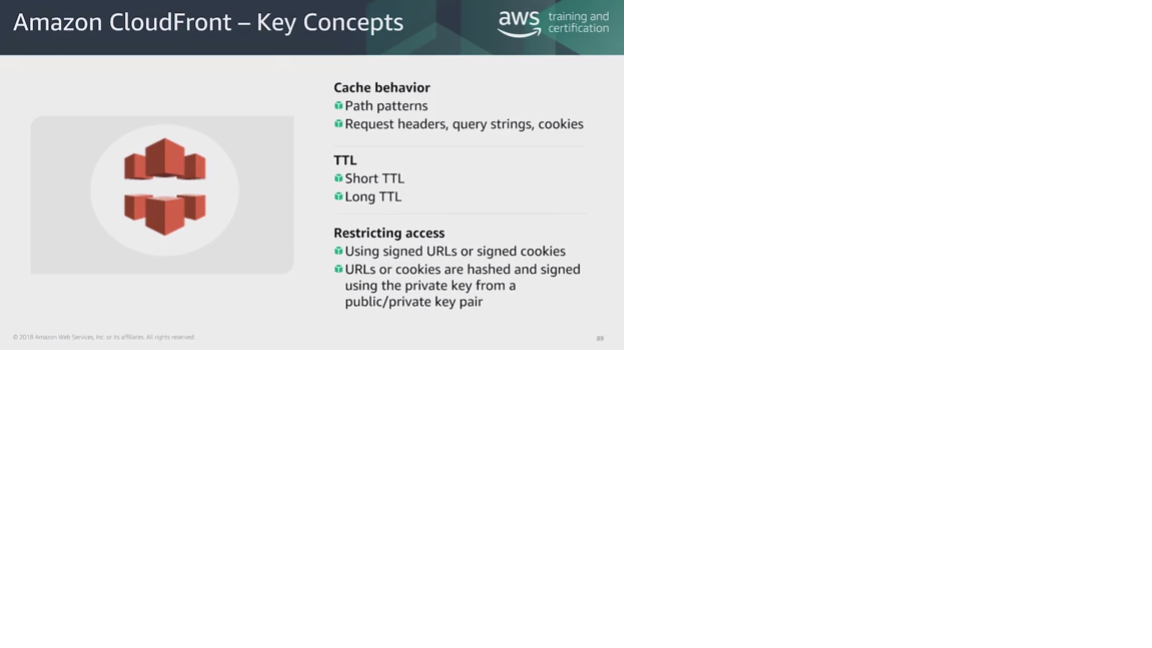 Amazon CloudFront – Key Concepts
aws training and
certification
Cache behavior
Path patterns
Request headers, query strings, cookies
TTL
Short TTL
Long TTL
Restricting access
Using signed URLs or signed cookies
URLs or cookies are hashed and signed
using the private key from a
public/private key pair
© 2018 Amazon Web Services, Inc. or its affiliates. All rights reserved.
89